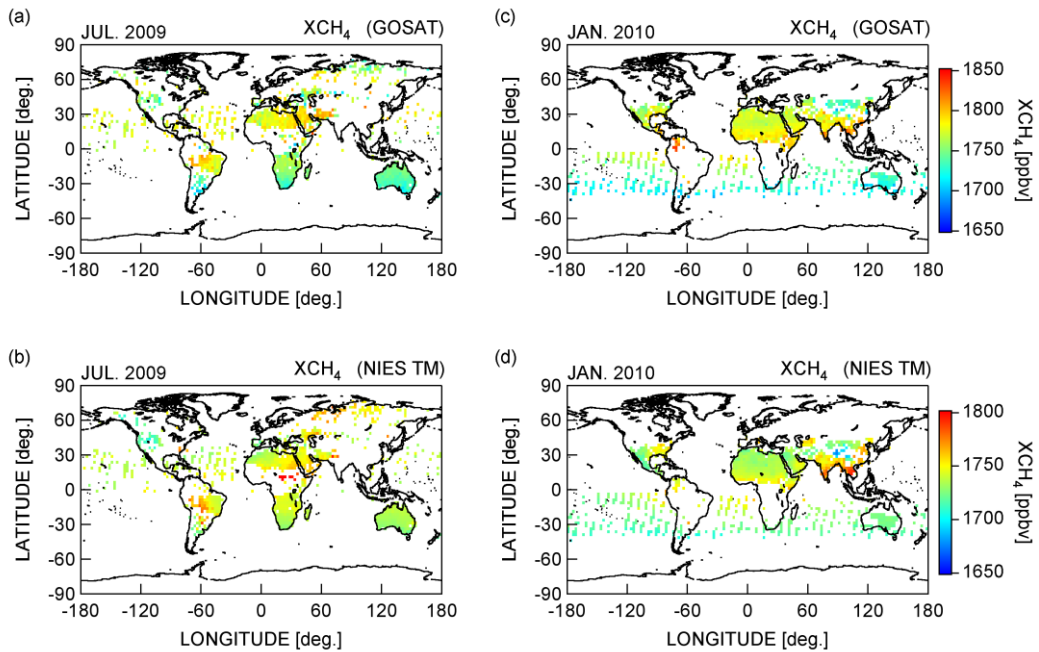 (a)
JUL. 2009 XCH₄ (GOSAT)
90
60
30
0
-30
-60
-90
LATITUDE [deg.]
-180 -120 -60 0 60 120 180
LONGITUDE [deg.]
(c)
JAN. 2010 XCH₄ (GOSAT)
90
60
30
0
-30
-60
-90
LATITUDE [deg.]
-180 -120 -60 0 60 120 180
LONGITUDE [deg.]
1850
1800
1750
1700
1650
XCH₄ [ppbv]
(b)
JUL. 2009 XCH₄ (NIES TM)
90
60
30
0
-30
-60
-90
LATITUDE [deg.]
-180 -120 -60 0 60 120 180
LONGITUDE [deg.]
(d)
JAN. 2010 XCH₄ (NIES TM)
90
60
30
0
-30
-60
-90
LATITUDE [deg.]
-180 -120 -60 0 60 120 180
LONGITUDE [deg.]
1800
1750
1700
1650
XCH₄ [ppbv]